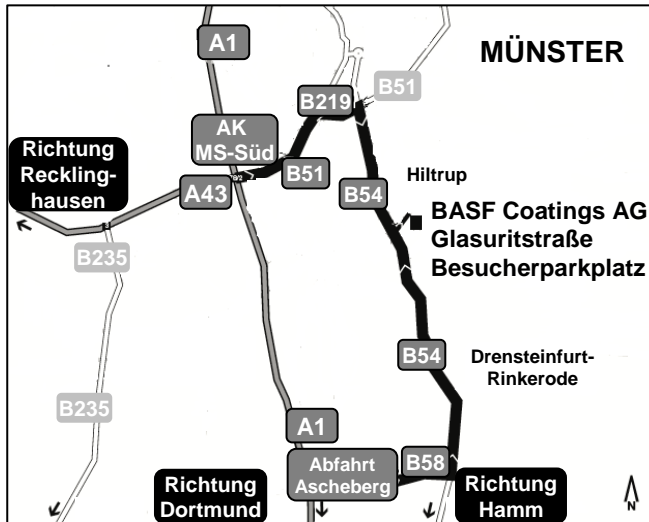 A1
MÜNSTER
B51
B219
AK
MS-Süd
Richtung
Reckling-
hausen
B51
A43
B54
Hiltrup
BASF Coatings AG
Glasuritstraße
Besucherparkplatz
B235
B54
Drensteinfurt-
Rinkerode
B235
A1
Abfahrt
Ascheberg
B58
Richtung
Dortmund
Richtung
Hamm
N